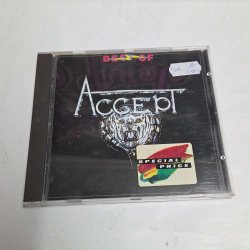 BEST OF
ACCEPT
SPECIAL
PRICE